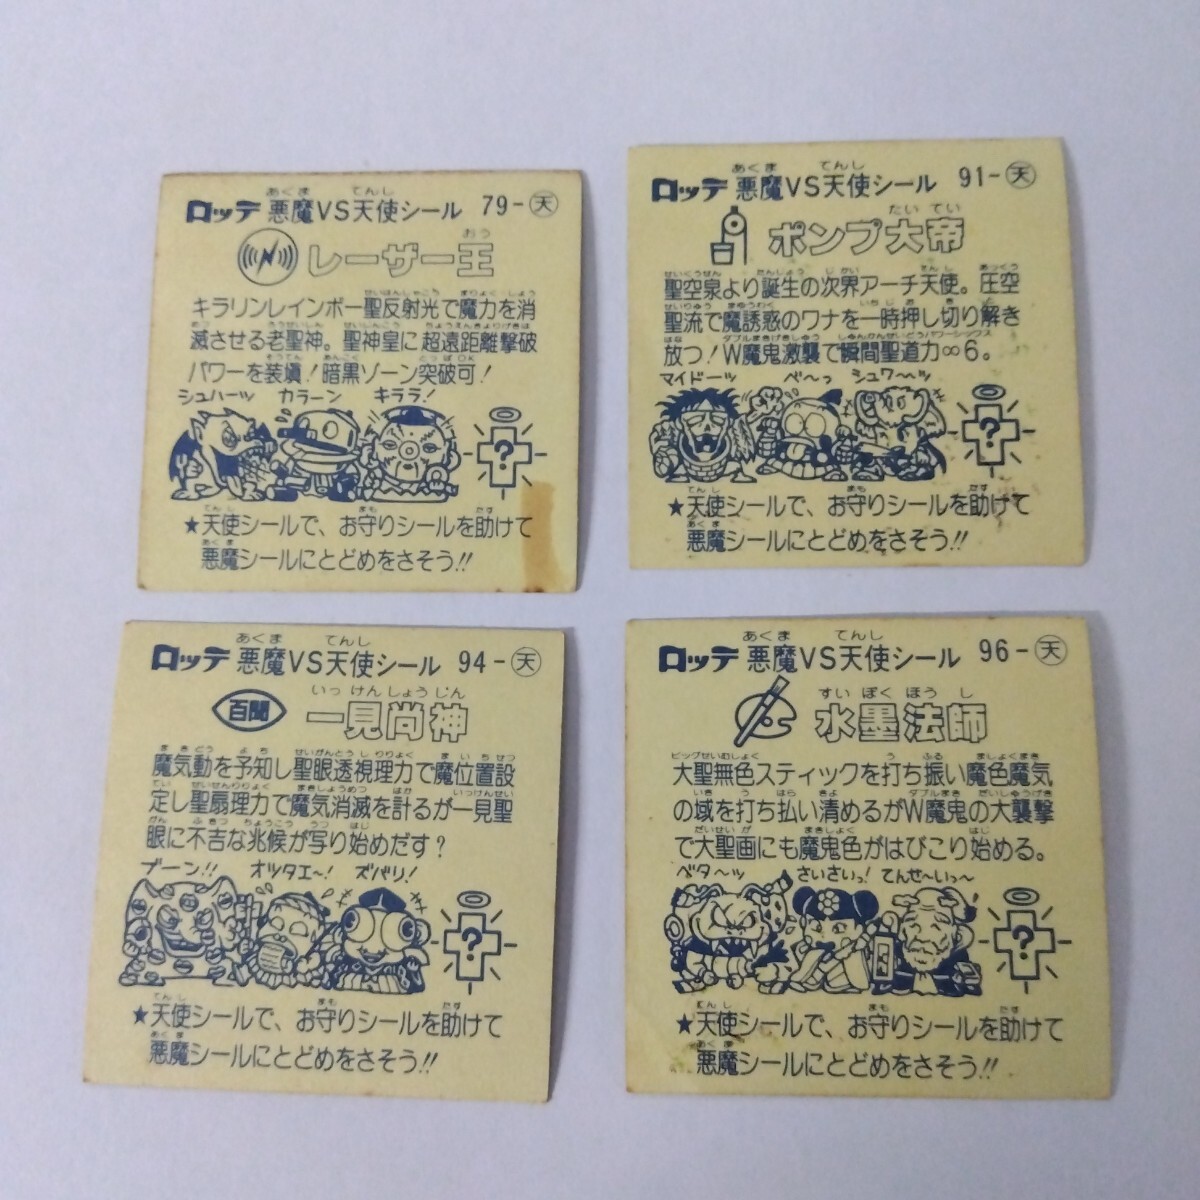 ロッテ 悪魔VS天使シール 79-天
レーザー王
キラリンレインボー聖反射光で魔力を消
滅させる老聖神。聖神皇に超遠距離撃破
パワーを装塡!暗黒ゾーン突破可!
シュハーッ カラーン キララ!
?
★天使シールで、お守りシールを助けて
悪魔シールにとどめをさそう!!
ロッテ 悪魔VS天使シール 91-天
ポンプ大帝
聖空泉より誕生の次界アーチ天使。圧空
聖流で魔誘惑のワナを一時押し切り解き
放つ!W魔鬼激襲で瞬間聖道力∞6。
マイドーッ べ〜っ シュワ〜ッ
?
★天使シールで、お守りシールを助けて
悪魔シールにとどめをさそう!!
ロッテ 悪魔VS天使シール 94-天
百聞 一見尚神
魔気動を予知し聖眼透視理力で魔位置設
定し聖扇理力で魔気消滅を計るが一見聖
眼に不吉な兆候が写り始めだす?
ブーン!! オッタエ〜! ズバリ!
?
★天使シールで、お守りシールを助けて
悪魔シールにとどめをさそう!!
ロッテ 悪魔VS天使シール 96-天
水墨法師
大聖無色スティックを打ち振い魔色魔気
の域を打ち払い清めるがW魔鬼の大襲撃
で大聖画にも魔鬼色がはびこり始める。
ベタ〜ッ さいさいっ! てんせ〜いっ〜
?
★天使シールで、お守りシールを助けて
悪魔シールにとどめをさそう!!